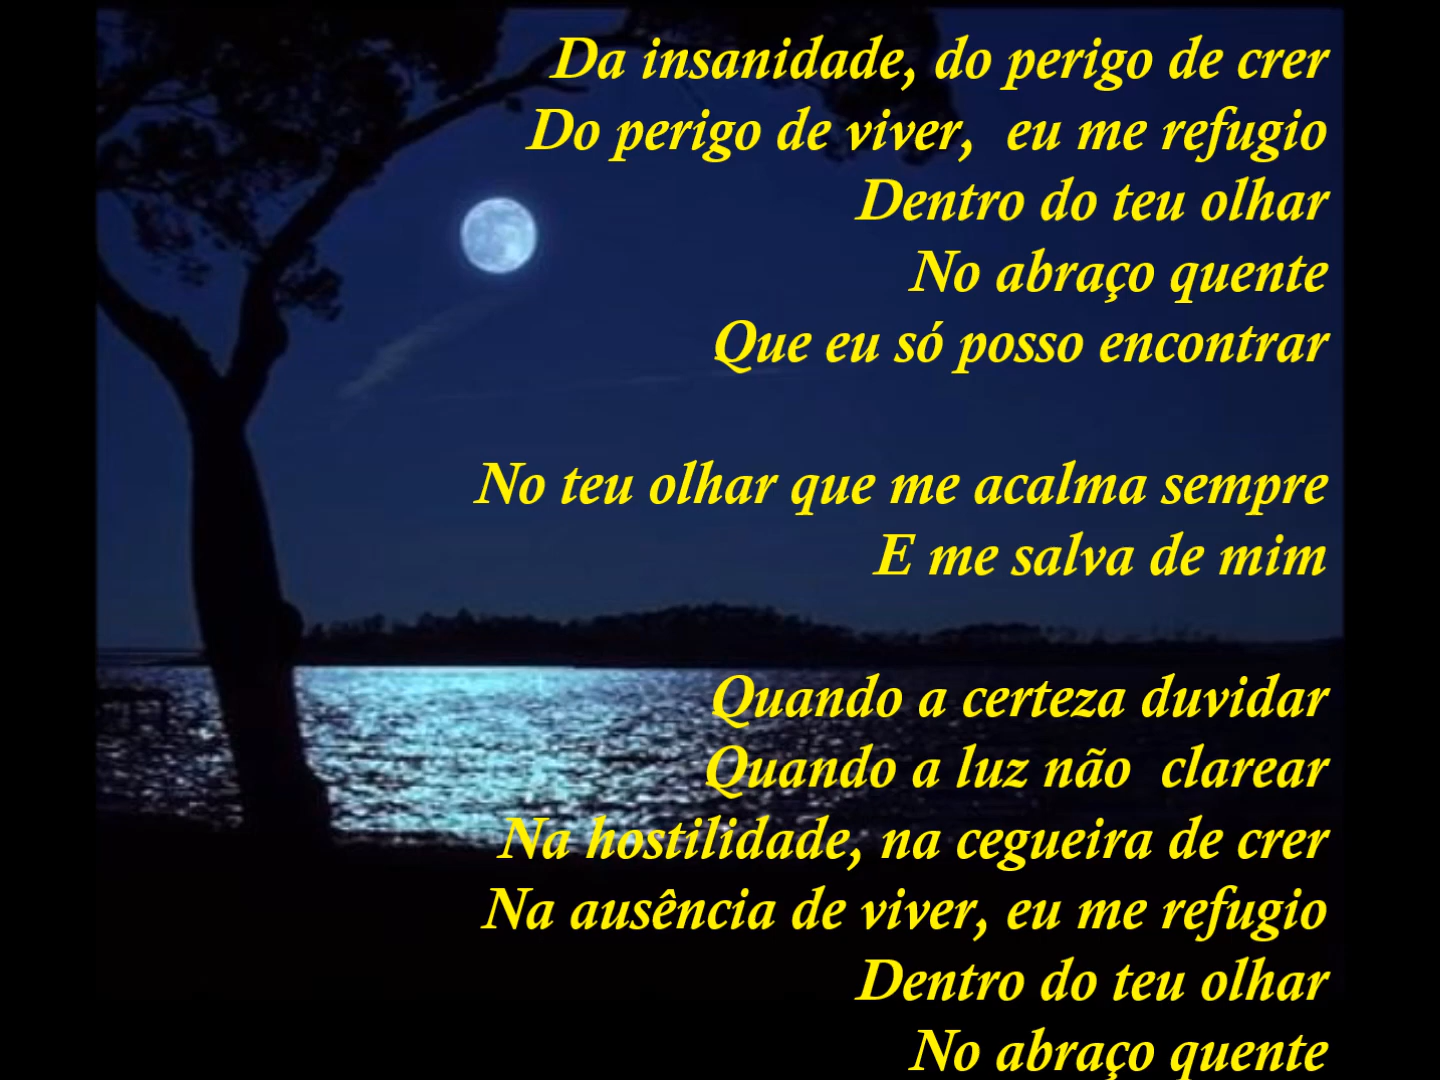 Da insanidade, do perigo de crer
Do perigo de viver, eu me refugio
Dentro do teu olhar
No abraço quente
Que eu só posso encontrar
No teu olhar que me acalma sempre
E me salva de mim
Quando a certeza duvidar
Quando a luz não clarear
Na hostilidade, na cegueira de crer
Na ausência de viver, eu me refugio
Dentro do teu olhar
No abraço quente